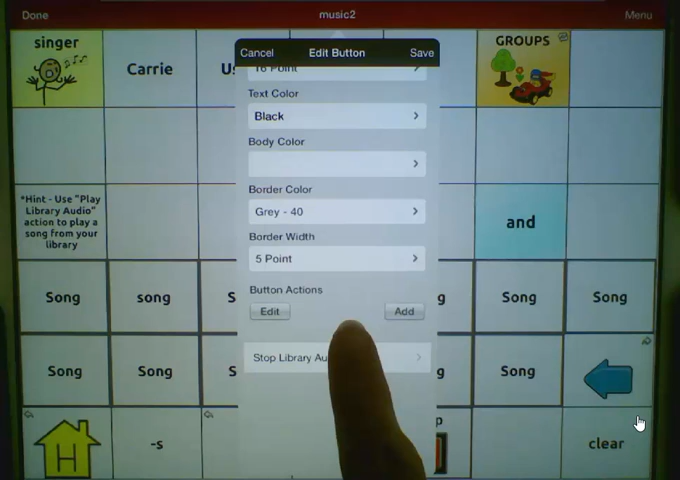 Done
music2
Menu
singer
Carrie
GROUPS
Cancel
Edit Button
Save
16 Point
Text Color
Black
Body Color
Border Color
Grey - 40
Border Width
5 Point
Button Actions
Edit
Add
Stop Library Au
*Hint - Use "Play
Library Audio"
action to play a
song from your
library
and
Song
song
S
g
Song
Song
Song
Song
S
g
Song
H
-s
p
clear